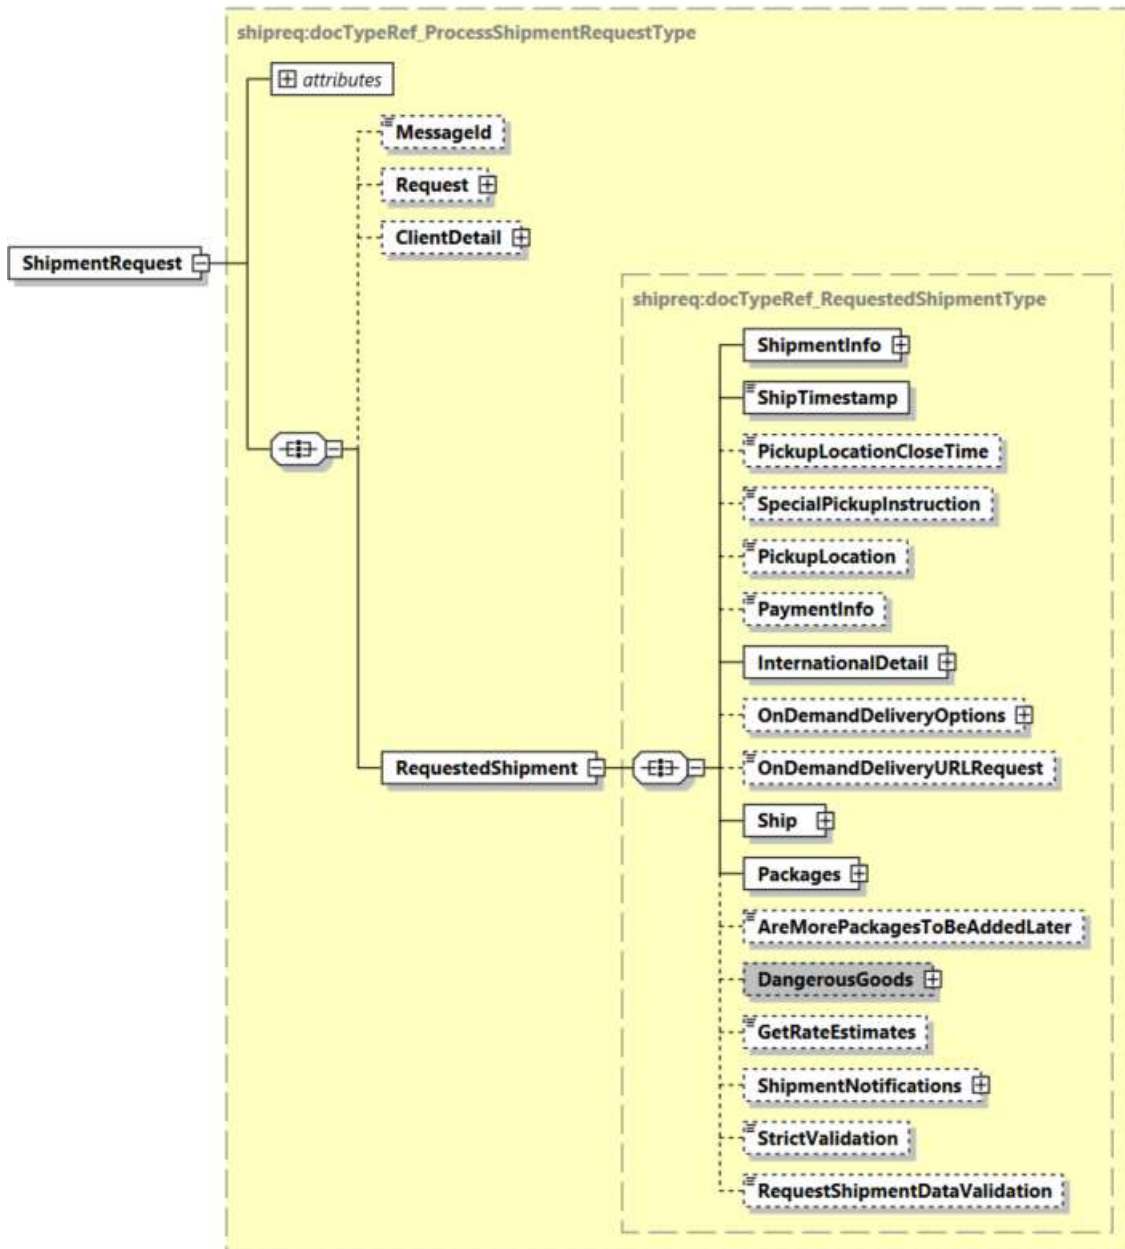 shipreq:docTypeRef_ProcessShipmentRequestType
attributes
MessageId
Request
ClientDetail
ShipmentRequest
shipreq:docTypeRef_RequestedShipmentType
ShipmentInfo
ShipTimestamp
PickupLocationCloseTime
SpecialPickupInstruction
PickupLocation
PaymentInfo
InternationalDetail
OnDemandDeliveryOptions
RequestedShipment
OnDemandDeliveryURLRequest
Ship
Packages
AreMorePackagesToBeAddedLater
DangerousGoods
GetRateEstimates
ShipmentNotifications
StrictValidation
RequestShipmentDataValidation